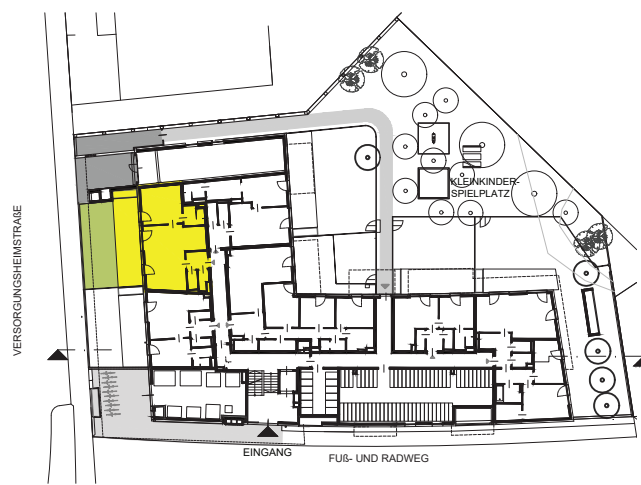 KLEINKINDER-
SPIELPLATZ
VERSORGUNGSHEIMSTRAßE
EINGANG
FUß- UND RADWEG